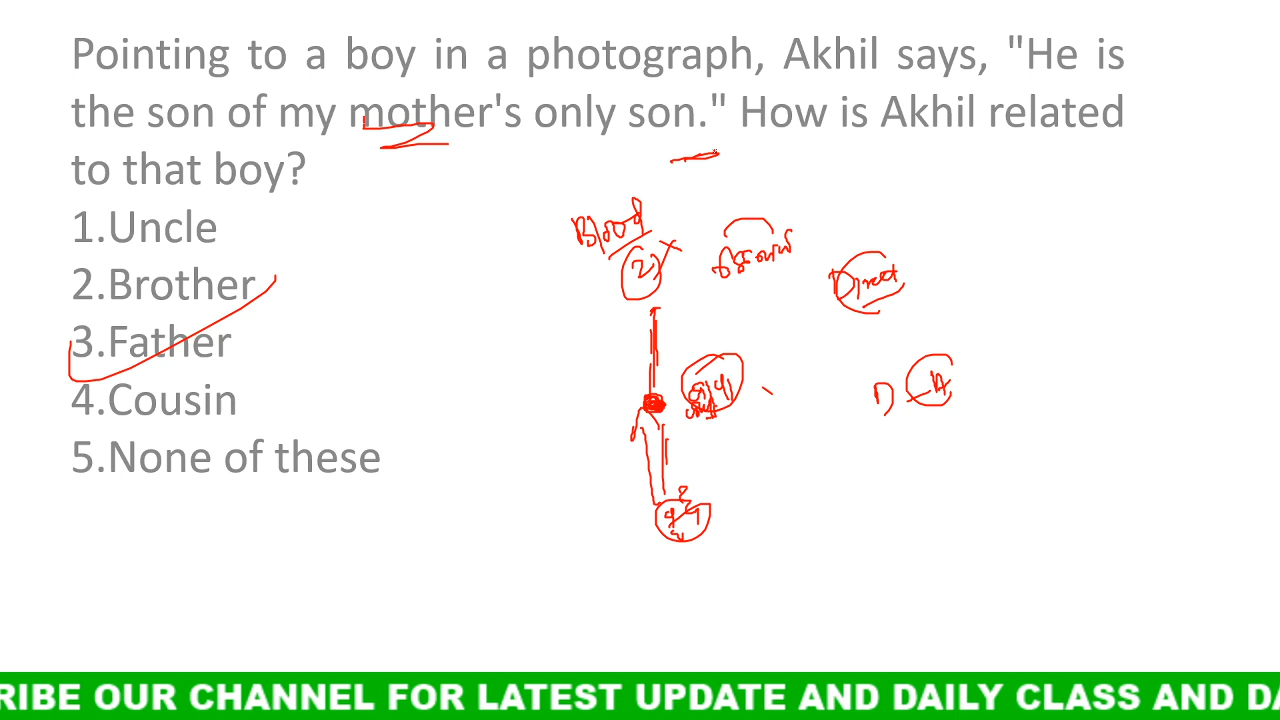 Pointing to a boy in a photograph, Akhil says, "He is
the son of my mother's only son." How is Akhil related
to that boy?
1.Uncle
2.Brother
3.Father
4.Cousin
5.None of these
Blood
2
Direct
D A
RIBE OUR CHANNEL FOR LATEST UPDATE AND DAILY CLASS AND DA